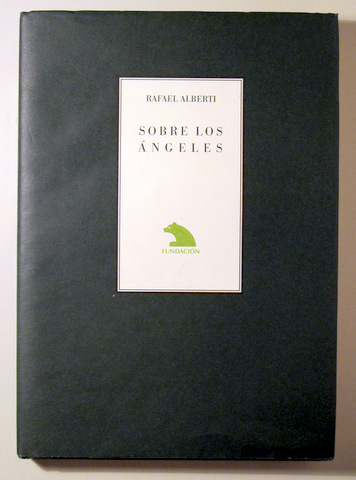 RAFAEL ALBERTI
SOBRE LOS
ÁNGELES
FUNDACIÓN